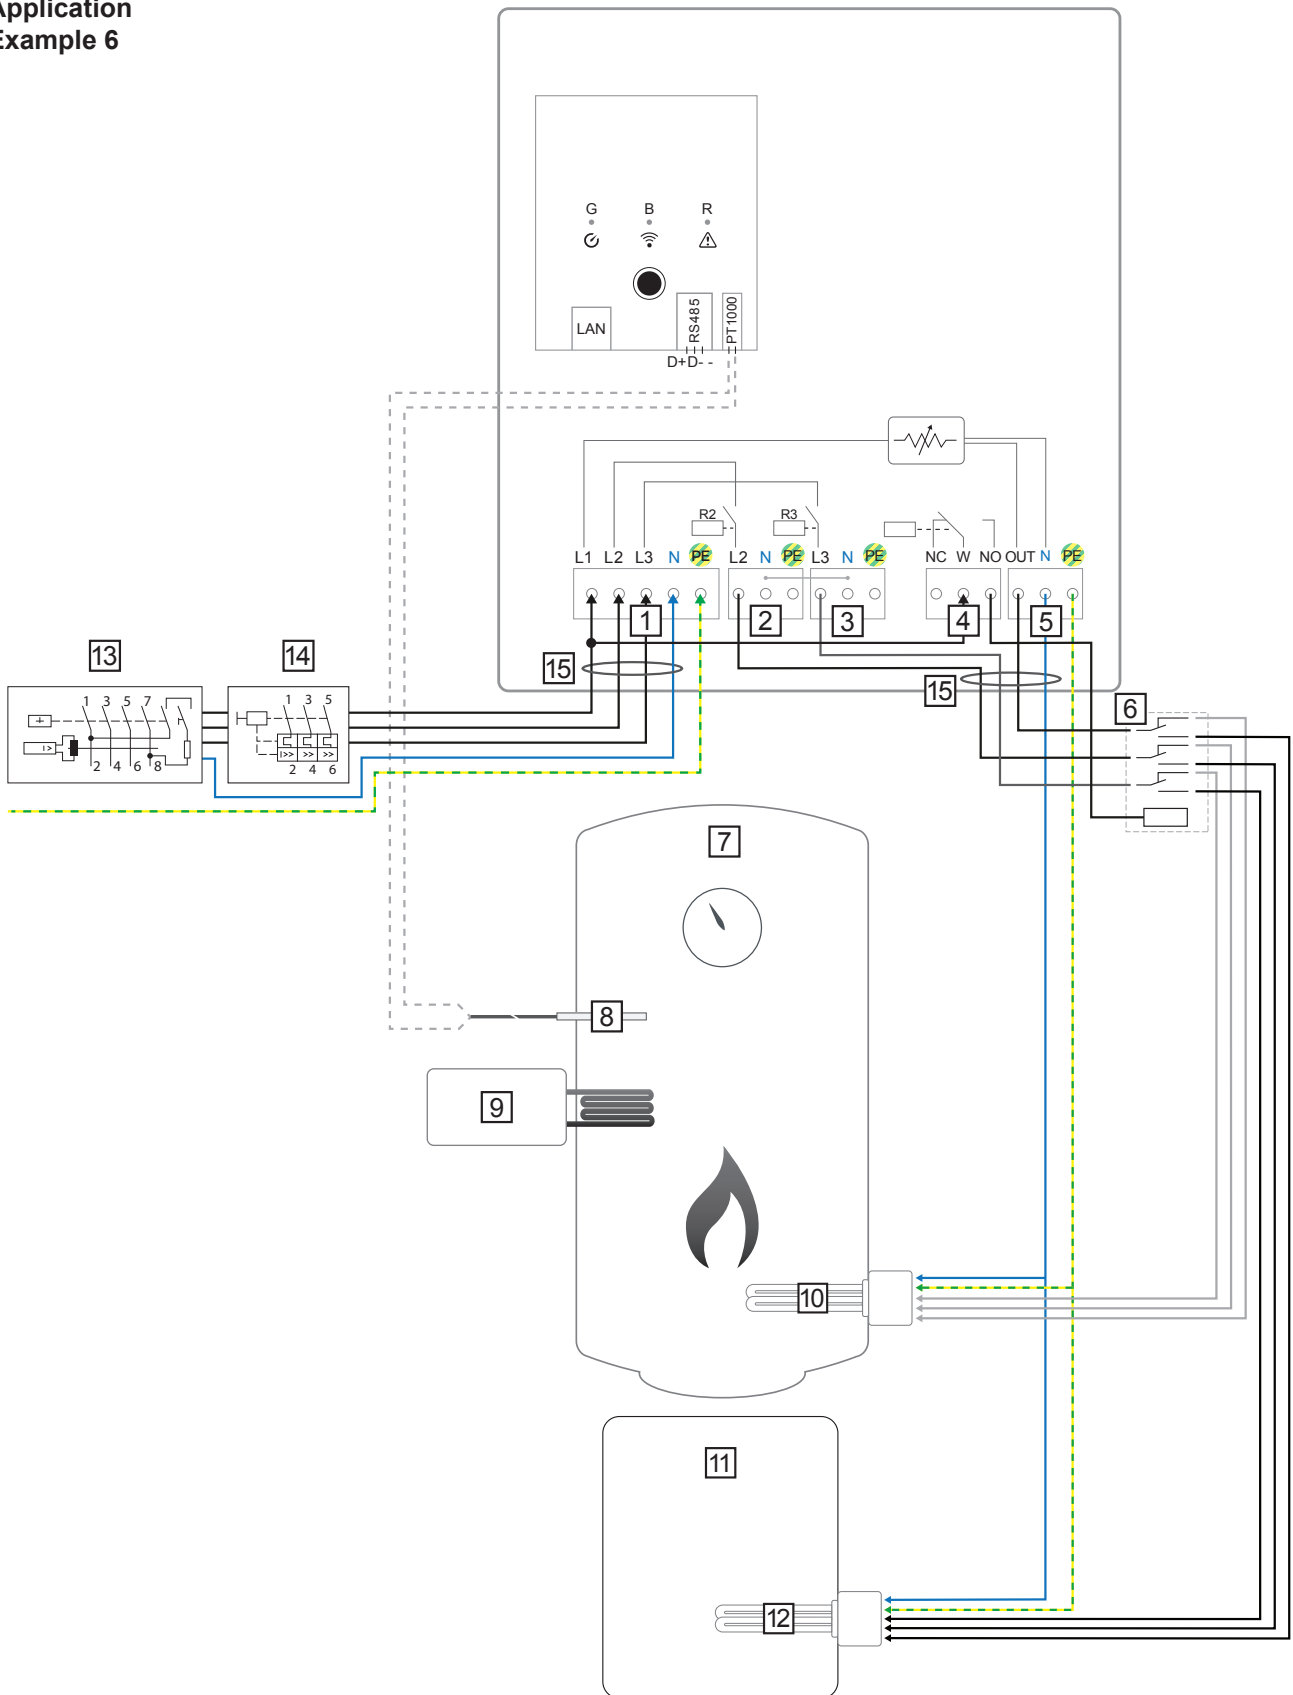 Application
Example 6
G B R
LAN
RS485
PT1000
D+D- -
R2 R3
L1 L2 L3 N PE L2 N PE L3 N PE NC W NO OUT N PE
1 2 3 4 5
13 14 15 15 6
1 3 5 7
1 3 5
I>
I>> >> >>
2 4 6 8
2 4 6
7
8
9
10
11
12